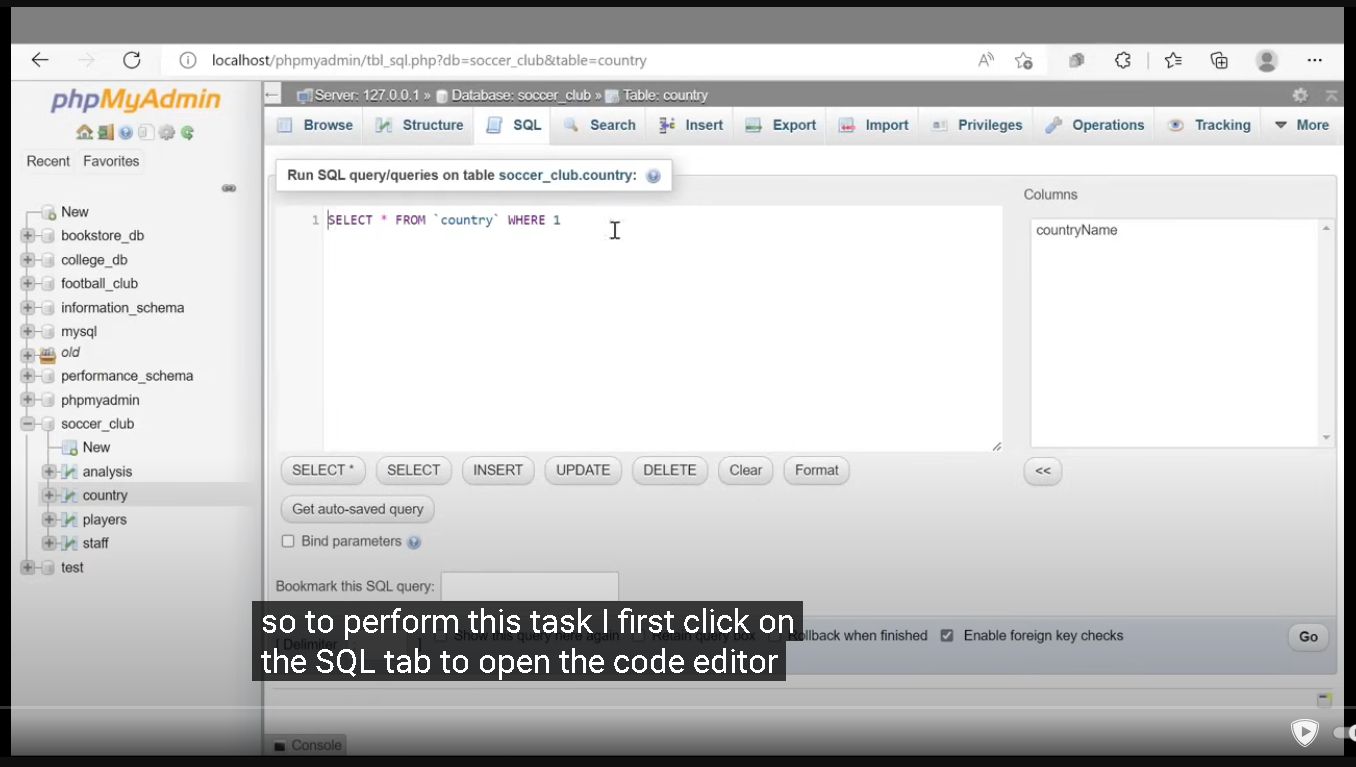 localhost/phpmyadmin/tbl_sql.php?db=soccer_club&table=country
phpMyAdmin
Recent Favorites
New
bookstore_db
college_db
football_club
information_schema
mysql
old
performance_schema
phpmyadmin
soccer_club
New
analysis
country
players
staff
test
Server: 127.0.0.1 » Database: soccer_club » Table: country
Browse Structure SQL Search Insert Export Import Privileges Operations Tracking More
Run SQL query/queries on table soccer_club.country:
1 SELECT * FROM `country` WHERE 1
Columns
countryName
SELECT * SELECT INSERT UPDATE DELETE Clear Format <<
Get auto-saved query
Bind parameters
Bookmark this SQL query:
[ Delimiter ] Show this query here again Retain query box Rollback when finished Enable foreign key checks Go
so to perform this task I first click on
the SQL tab to open the code editor
Console